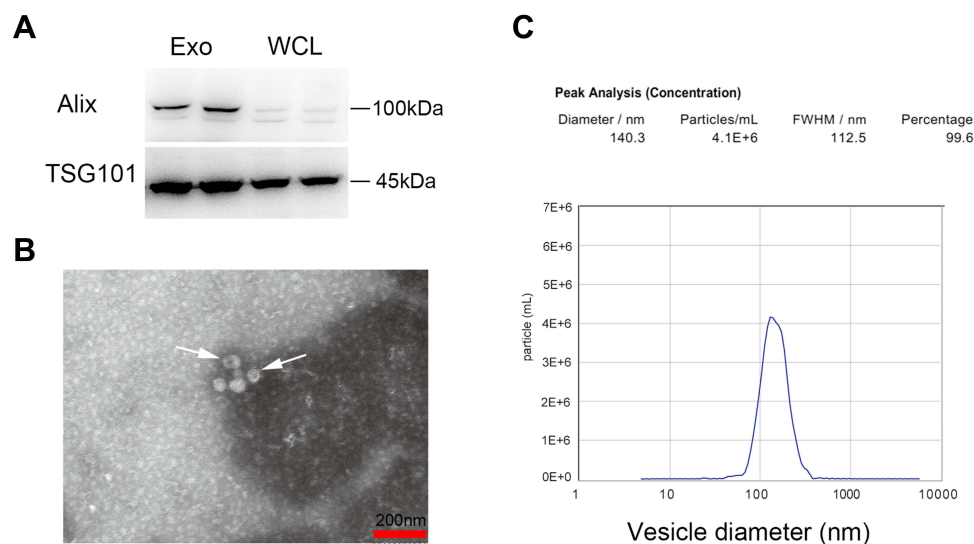 A
Exo WCL
Alix
100kDa
TSG101
45kDa
B
200nm
C
Peak Analysis (Concentration)
Diameter / nm Particles/mL FWHM / nm Percentage
140.3 4.1E+6 112.5 99.6
7E+6
6E+6
5E+6
4E+6
3E+6
2E+6
1E+6
0E+0
particle (mL)
1 10 100 1000 10000
Vesicle diameter (nm)